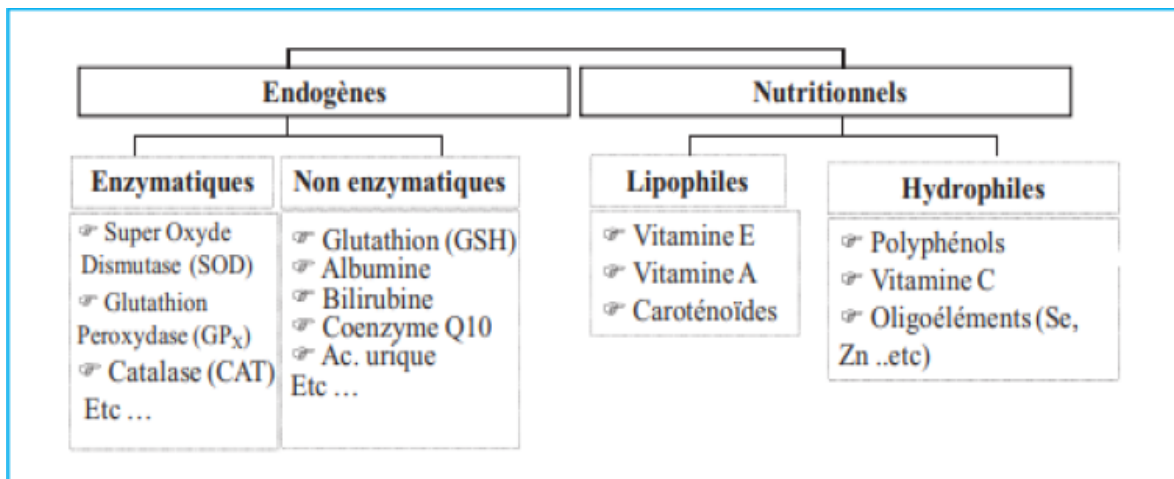 Endogènes
Nutritionnels
Enzymatiques
Non enzymatiques
Lipophiles
Hydrophiles
☞ Super Oxyde
Dismutase (SOD)
☞ Glutathion
Peroxydase (GPX)
☞ Catalase (CAT)
Etc …
☞ Glutathion (GSH)
☞ Albumine
☞ Bilirubine
☞ Coenzyme Q10
☞ Ac. urique
Etc …
☞ Vitamine E
☞ Vitamine A
☞ Caroténoïdes
☞ Polyphénols
☞ Vitamine C
☞ Oligoéléments (Se,
Zn ..etc)